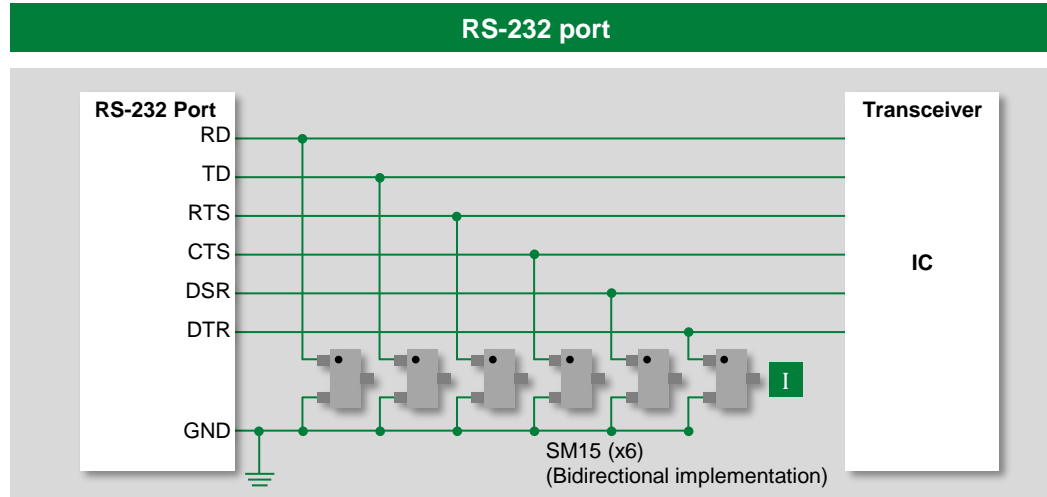 RS-232 port
RS-232 Port
Transceiver
RD
TD
RTS
CTS
IC
DSR
DTR
I
GND
SM15 (x6)
(Bidirectional implementation)